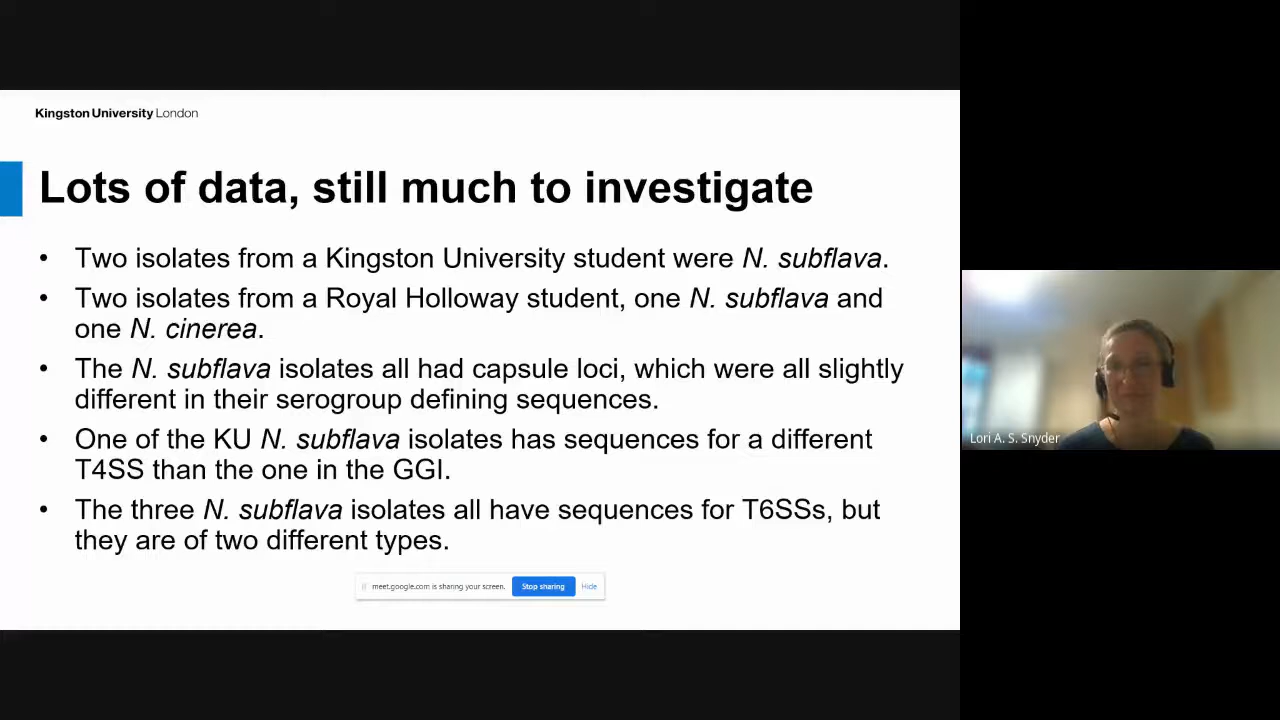 Kingston University London
Lots of data, still much to investigate
• Two isolates from a Kingston University student were N. subflava.
• Two isolates from a Royal Holloway student, one N. subflava and
one N. cinerea.
• The N. subflava isolates all had capsule loci, which were all slightly
different in their serogroup defining sequences.
• One of the KU N. subflava isolates has sequences for a different
T4SS than the one in the GGI.
• The three N. subflava isolates all have sequences for T6SSs, but
they are of two different types.
meet.google.com is sharing your screen. Stop sharing Hide
Lori A. S. Snyder